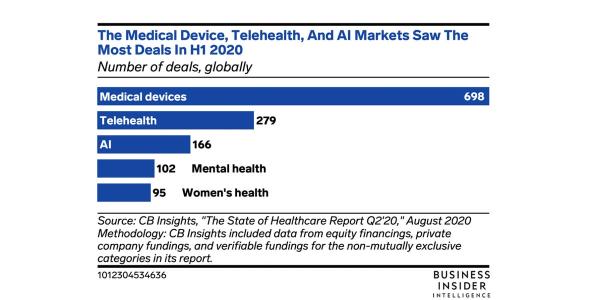 The Medical Device, Telehealth, And AI Markets Saw The
Most Deals In H1 2020
Number of deals, globally
Medical devices 698
Telehealth 279
AI 166
102 Mental health
95 Women's health
Source: CB Insights, "The State of Healthcare Report Q2'20," August 2020
Methodology: CB Insights included data from equity financings, private
company fundings, and verifiable fundings for the non-mutually exclusive
categories in its report.
1012304534636
BUSINESS
INSIDER
INTELLIGENCE